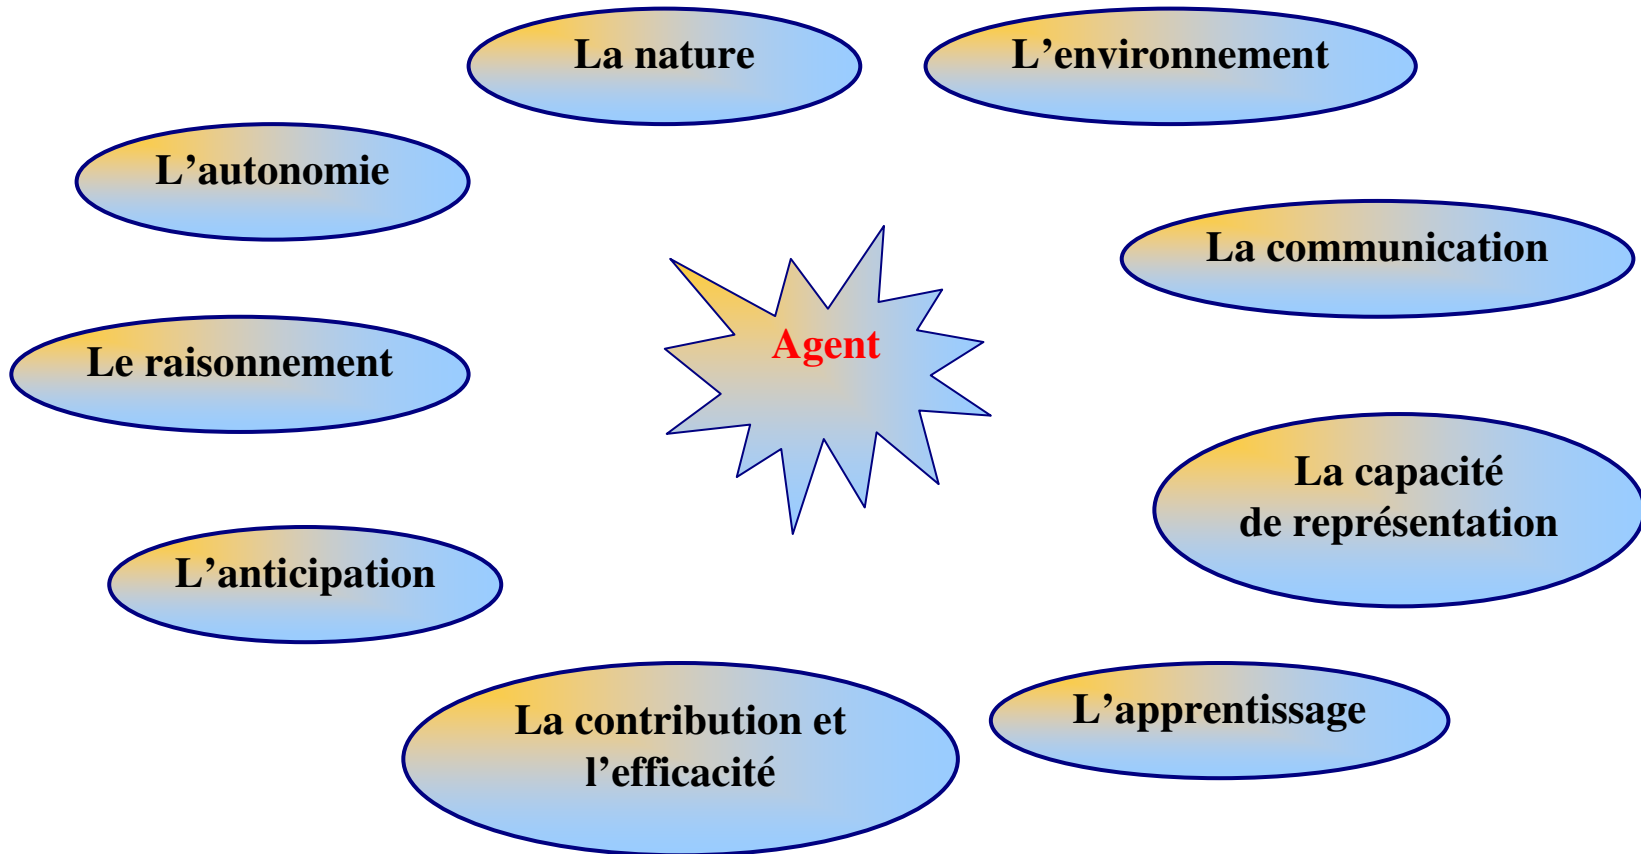 La nature
L’environnement
L’autonomie
La communication
Agent
Le raisonnement
La capacité
de représentation
L’anticipation
La contribution et
l’efficacité
L’apprentissage